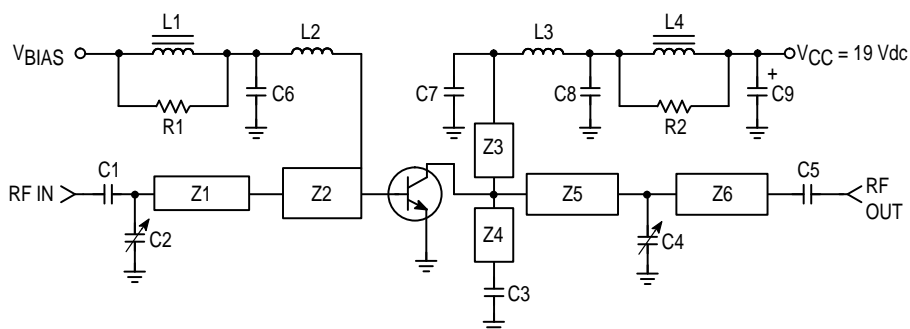 L1
L2
L3
L4
VBIAS
VCC = 19 Vdc
+
C6
C7
C8
C9
R1
R2
Z3
C1
C5
RF IN
Z1
Z2
Z5
Z6
RF
OUT
C2
Z4
C4
C3